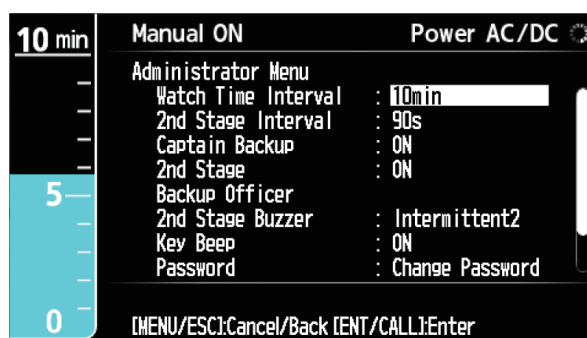 10 min
Manual ON Power AC/DC
Administrator Menu
Watch Time Interval : 10min
2nd Stage Interval : 90s
Captain Backup : ON
2nd Stage : ON
Backup Officer
2nd Stage Buzzer : Intermittent2
Key Beep : ON
Password : Change Password
5
0
[MENU/ESC]:Cancel/Back [ENT/CALL]:Enter